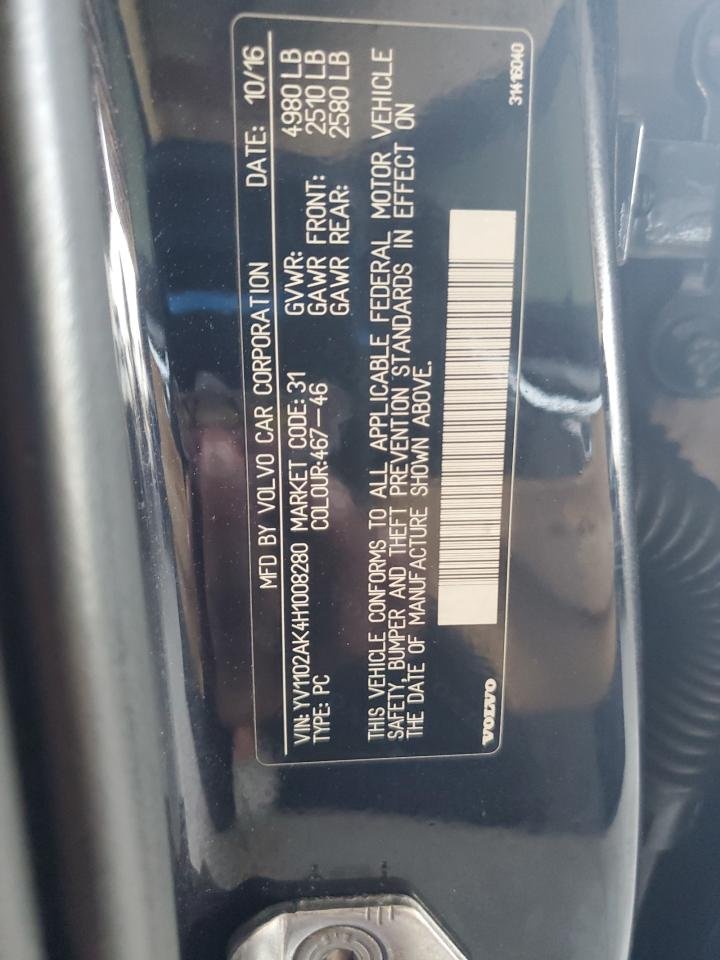 MFD BY VOLVO CAR CORPORATION DATE: 10/16
VIN: YV1102AK4H1008280 MARKET CODE: 31 GVWR: 4980 LB
TYPE: PC COLOUR:467-46 GAWR FRONT: 2510 LB
GAWR REAR: 2580 LB
THIS VEHICLE CONFORMS TO ALL APPLICABLE FEDERAL MOTOR VEHICLE
SAFETY, BUMPER AND THEFT PREVENTION STANDARDS IN EFFECT ON
THE DATE OF MANUFACTURE SHOWN ABOVE.
VOLVO 31416040